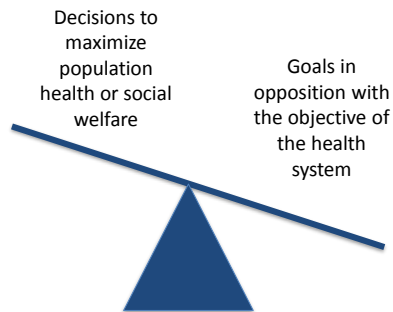 Decisions to
maximize
population
health or social
welfare
Goals in
opposition with
the objective of
the health
system